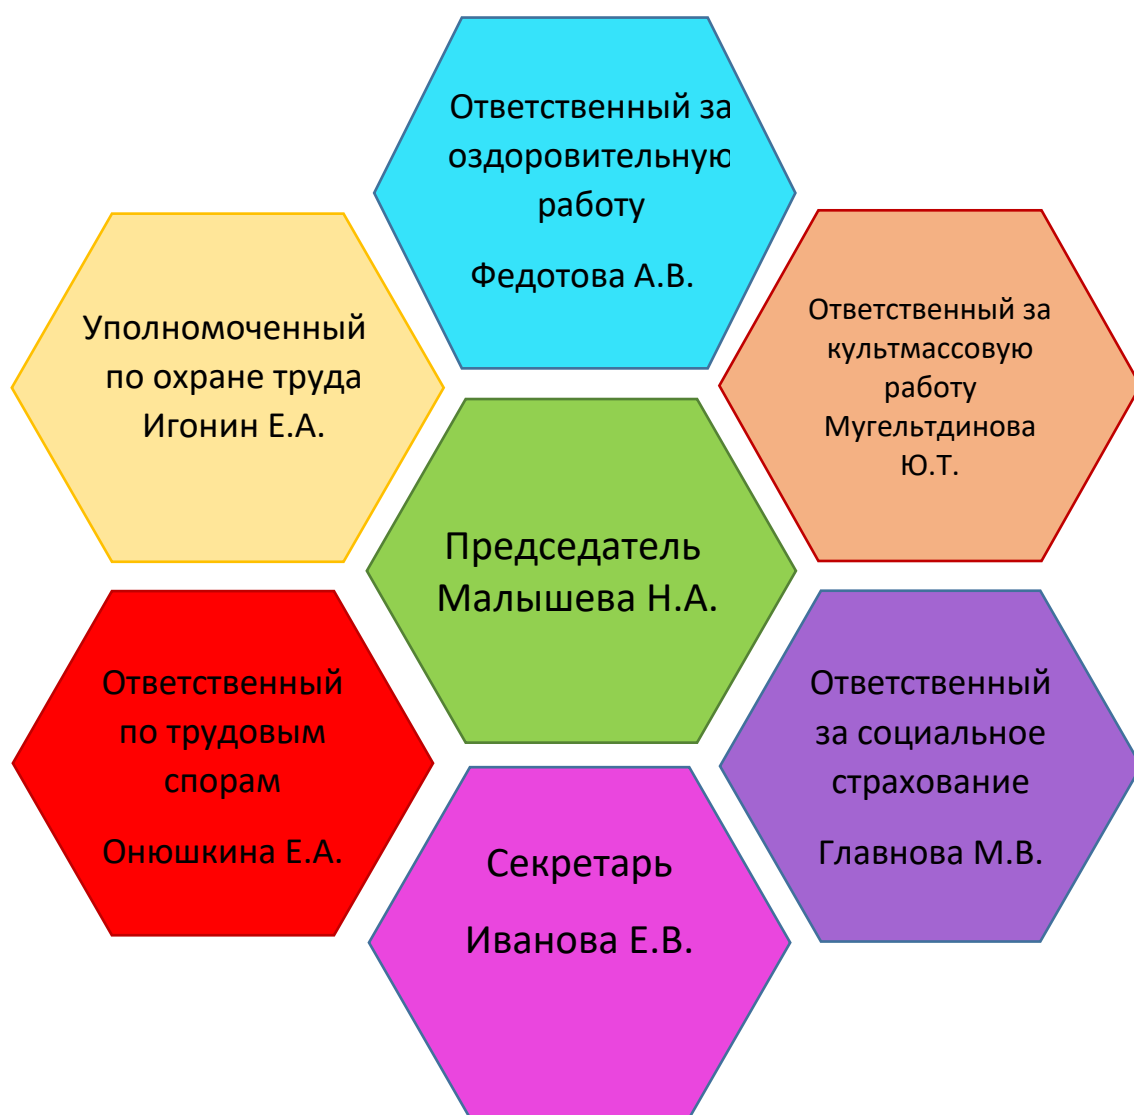 Ответственный за
оздоровительную
работу
Федотова А.В.
Уполномоченный
по охране труда
Игонин Е.А.
Ответственный за
культмассовую
работу
Мугельтдинова
Ю.Т.
Председатель
Малышева Н.А.
Ответственный
по трудовым
спорам
Онюшкина Е.А.
Ответственный
за социальное
страхование
Главнова М.В.
Секретарь
Иванова Е.В.